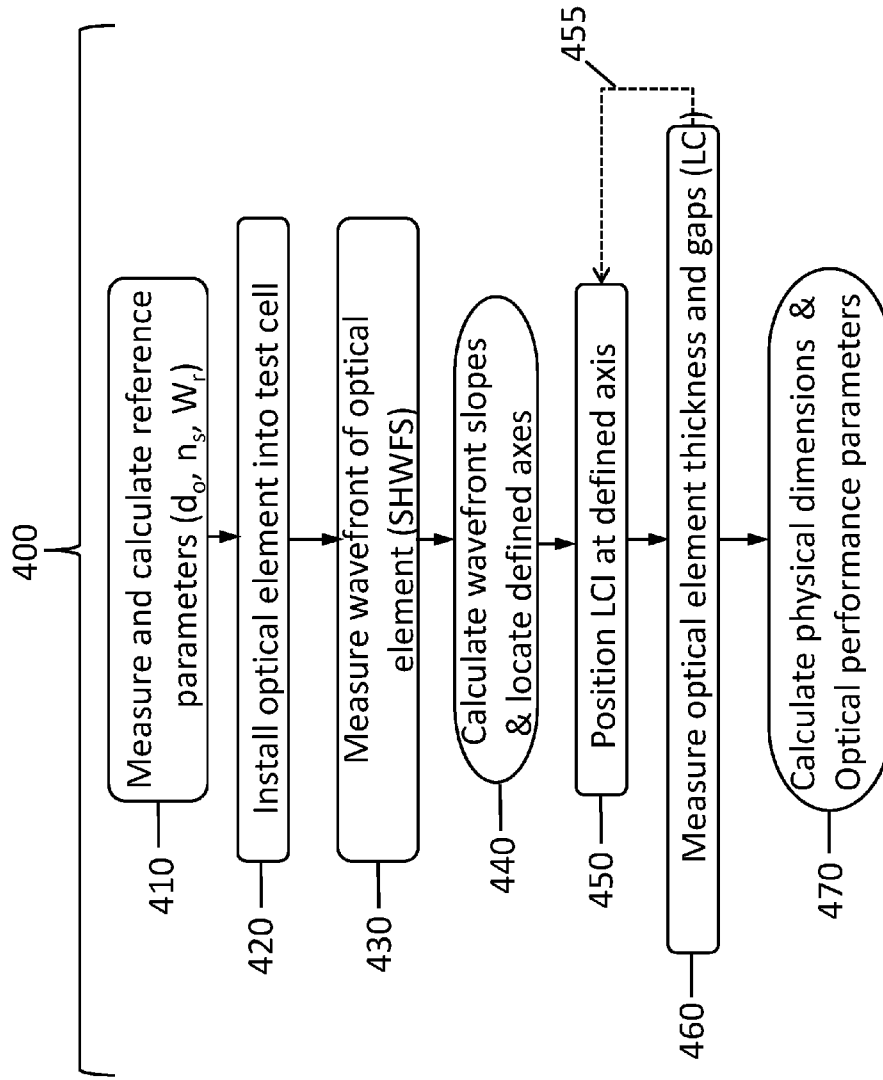 400
Measure and calculate reference
parameters (dₒ, nₛ, Wᵣ)
410
Install optical element into test cell
420
Measure wavefront of optical
element (SHWFS)
430
Calculate wavefront slopes
& locate defined axes
440
Position LCI at defined axis
450
455
Measure optical element thickness and gaps (LC )
460
Calculate physical dimensions &
Optical performance parameters
470